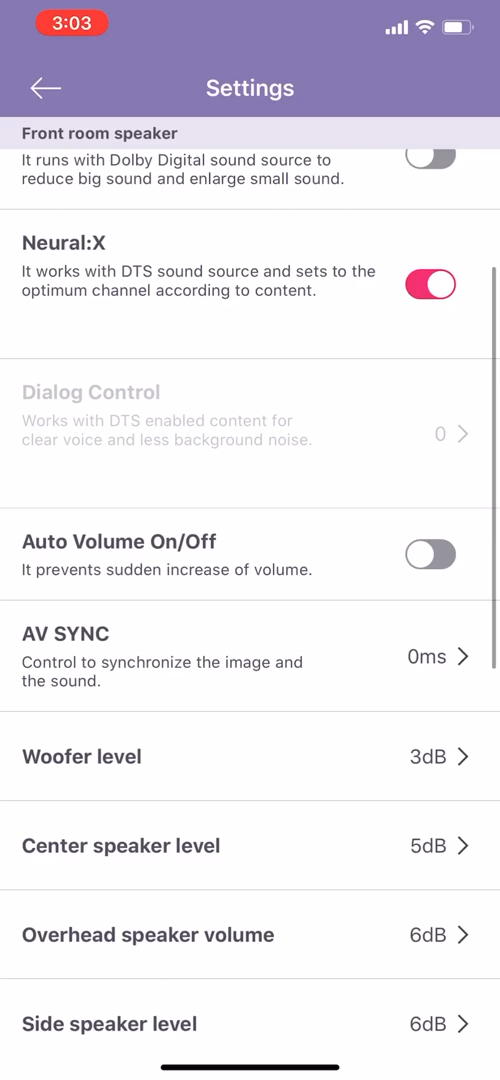 3:03
Settings
Front room speaker
It runs with Dolby Digital sound source to
reduce big sound and enlarge small sound.
Neural:X
It works with DTS sound source and sets to the
optimum channel according to content.
Dialog Control
Works with DTS enabled content for
clear voice and less background noise.
0
Auto Volume On/Off
It prevents sudden increase of volume.
AV SYNC
Control to synchronize the image and
the sound.
0ms
Woofer level
3dB
Center speaker level
5dB
Overhead speaker volume
6dB
Side speaker level
6dB